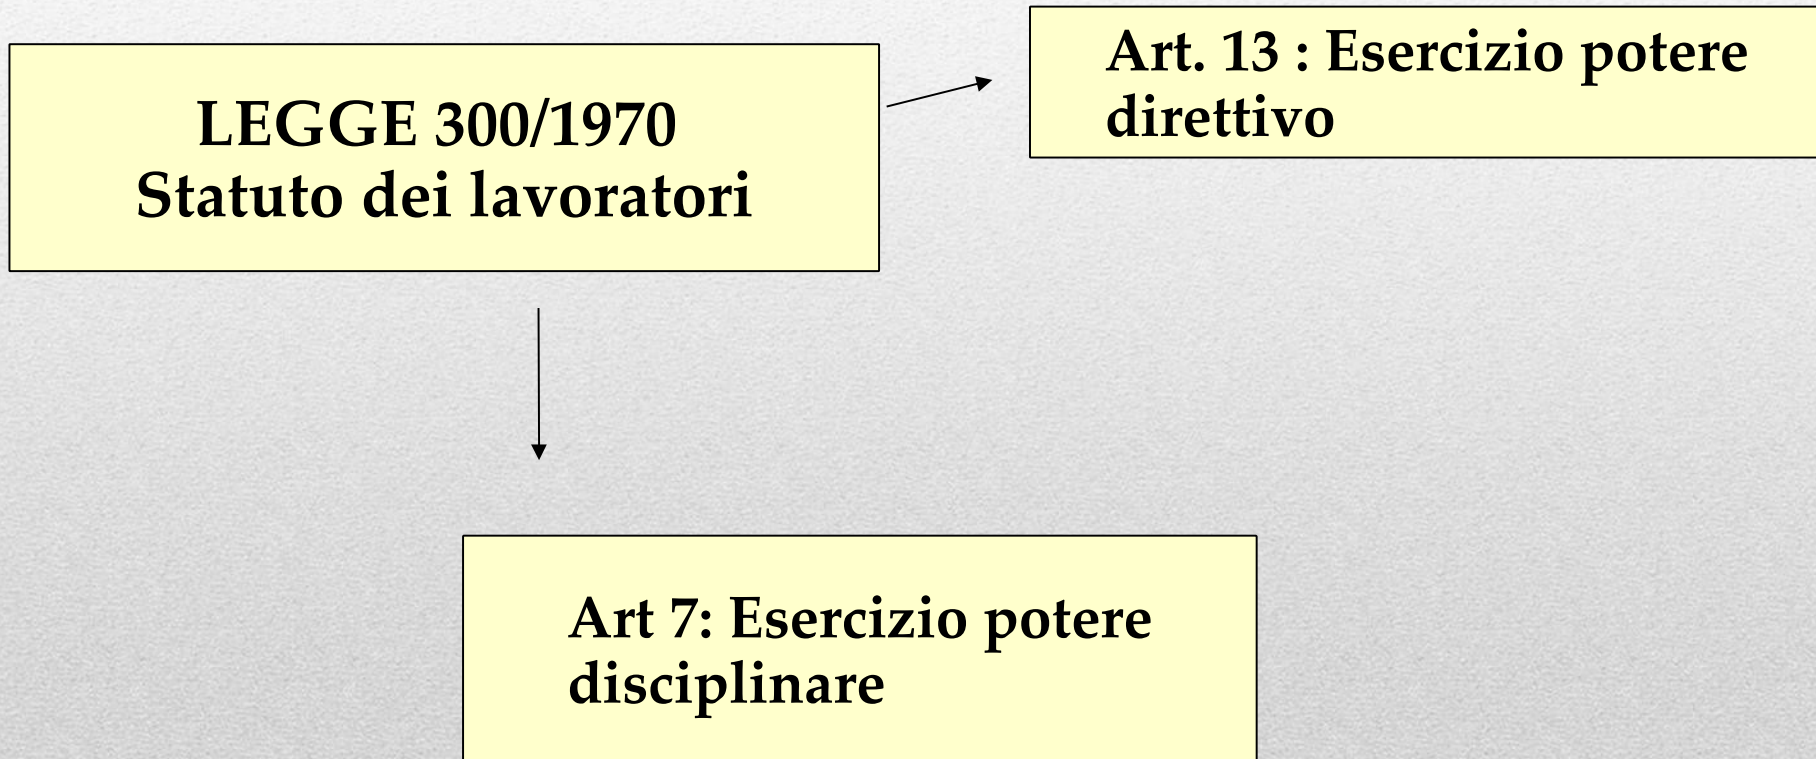 LEGGE 300/1970
Statuto dei lavoratori
Art. 13 : Esercizio potere
direttivo
Art 7: Esercizio potere
disciplinare